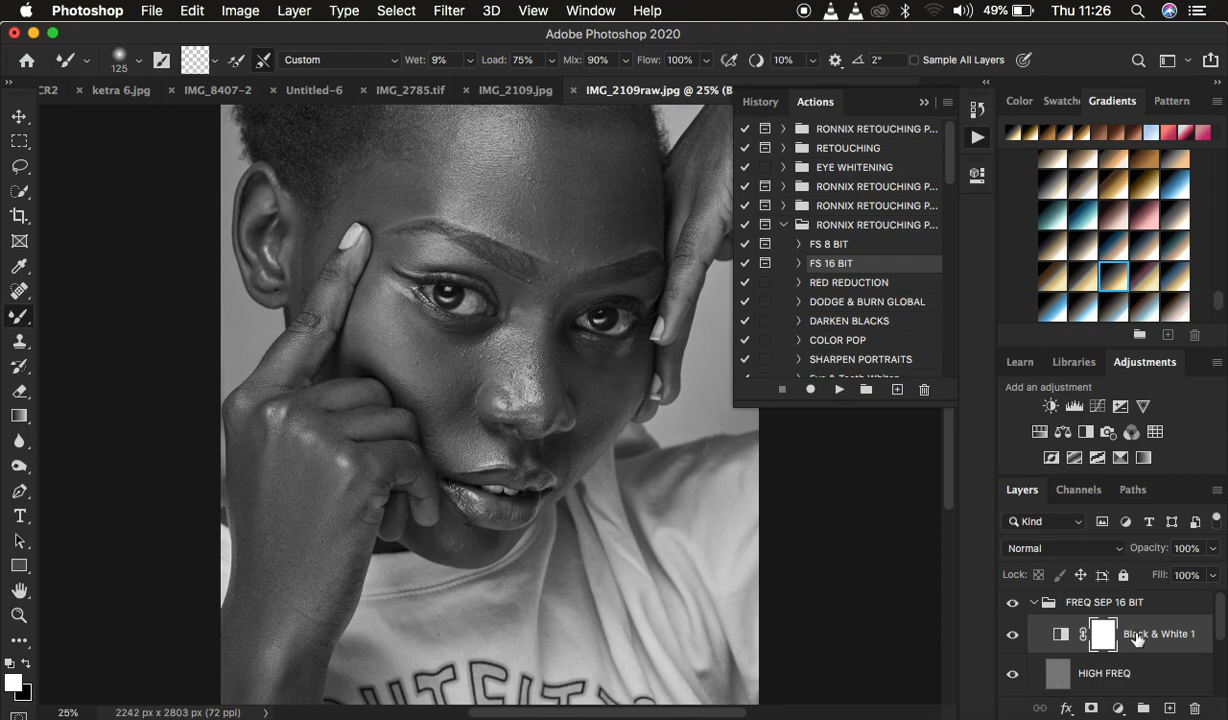 Photoshop File Edit Image Layer Type Select Filter 3D View Window Help 49% Thu 11:26
Adobe Photoshop 2020
125 Custom Wet: 9% Load: 75% Mix: 90% Flow: 100% 10% 2° Sample All Layers
CR2 × ketra 6.jpg × IMG_8407-2 × Untitled-6 × IMG_2785.tif × IMG_2109.jpg × IMG_2109raw.jpg @ 25% (B
History Actions
RONNIX RETOUCHING P...
RETOUCHING
EYE WHITENING
RONNIX RETOUCHING P...
RONNIX RETOUCHING P...
RONNIX RETOUCHING P...
FS 8 BIT
FS 16 BIT
RED REDUCTION
DODGE & BURN GLOBAL
DARKEN BLACKS
COLOR POP
SHARPEN PORTRAITS
Color Swatch Gradients Pattern
Learn Libraries Adjustments
Add an adjustment
Layers Channels Paths
Kind
Normal Opacity: 100%
Lock: Fill: 100%
FREQ SEP 16 BIT
Black & White 1
HIGH FREQ
25% 2242 px x 2803 px (72 ppi)